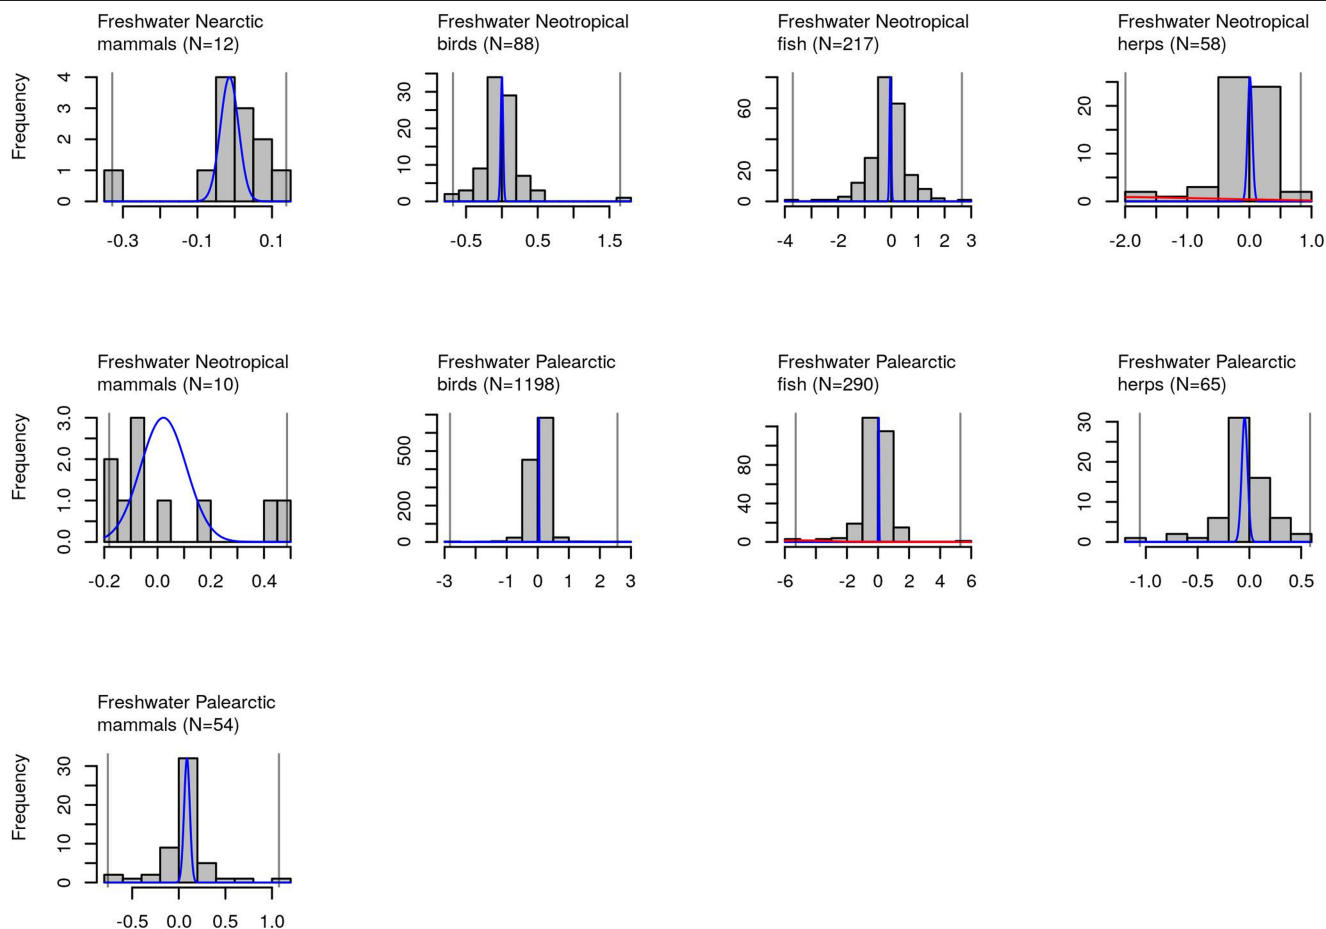 Freshwater Nearctic
mammals (N=12)
Frequency
0 1 2 3 4
-0.3 -0.1 0.1
Freshwater Neotropical
birds (N=88)
0 10 20 30
-0.5 0.5 1.5
Freshwater Neotropical
fish (N=217)
0 20 60
-4 -2 0 1 2 3
Freshwater Neotropical
herps (N=58)
0 10 20
-2.0 -1.0 0.0 1.0
Freshwater Neotropical
mammals (N=10)
Frequency
0.0 1.0 2.0 3.0
-0.2 0.0 0.2 0.4
Freshwater Palearctic
birds (N=1198)
0 200 500
-3 -1 0 1 2 3
Freshwater Palearctic
fish (N=290)
0 40 80
-6 -2 0 2 4 6
Freshwater Palearctic
herps (N=65)
0 10 20 30
-1.0 -0.5 0.0 0.5
Freshwater Palearctic
mammals (N=54)
Frequency
0 10 20 30
-0.5 0.0 0.5 1.0